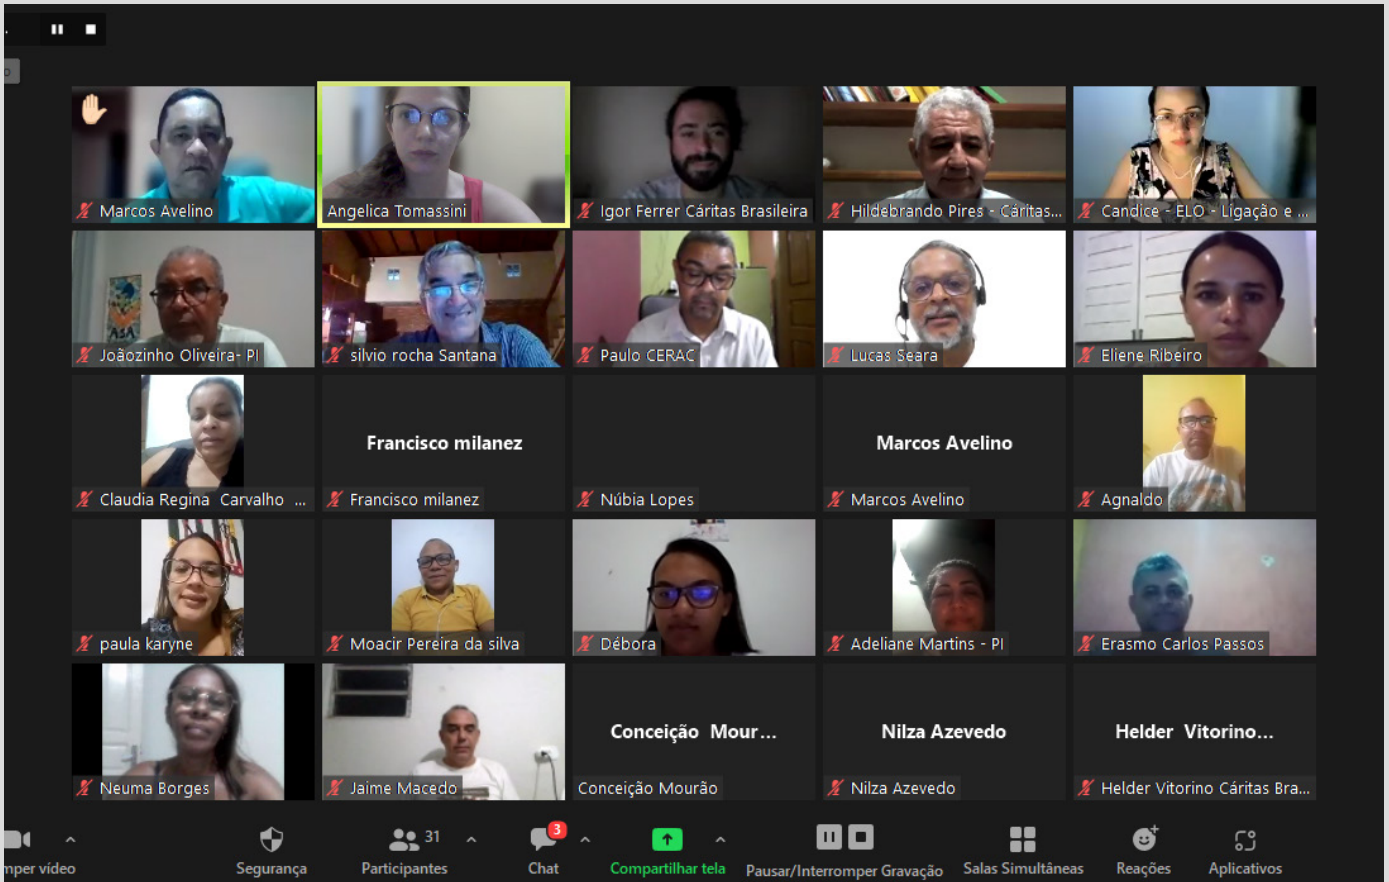 Marcos Avelino
Angelica Tomassini
Igor Ferrer Cáritas Brasileira
Hildebrando Pires - Cáritas...
Candice - ELO - Ligação e ...
ASA
Joãozinho Oliveira- PI
silvio rocha Santana
Paulo CERAC
Lucas Seara
Eliene Ribeiro
Francisco milanez
Marcos Avelino
Claudia Regina Carvalho ...
Francisco milanez
Núbia Lopes
Marcos Avelino
Agnaldo
paula karyne
Moacir Pereira da silva
Débora
Adeliane Martins - PI
Erasmo Carlos Passos
Conceição Mour...
Nilza Azevedo
Helder Vitorino...
Neuma Borges
Jaime Macedo
Conceição Mourão
Nilza Azevedo
Helder Vitorino Cáritas Bra...
31
3
mper vídeo
Segurança
Participantes
Chat
Compartilhar tela
Pausar/Interromper Gravação
Salas Simultâneas
Reações
Aplicativos